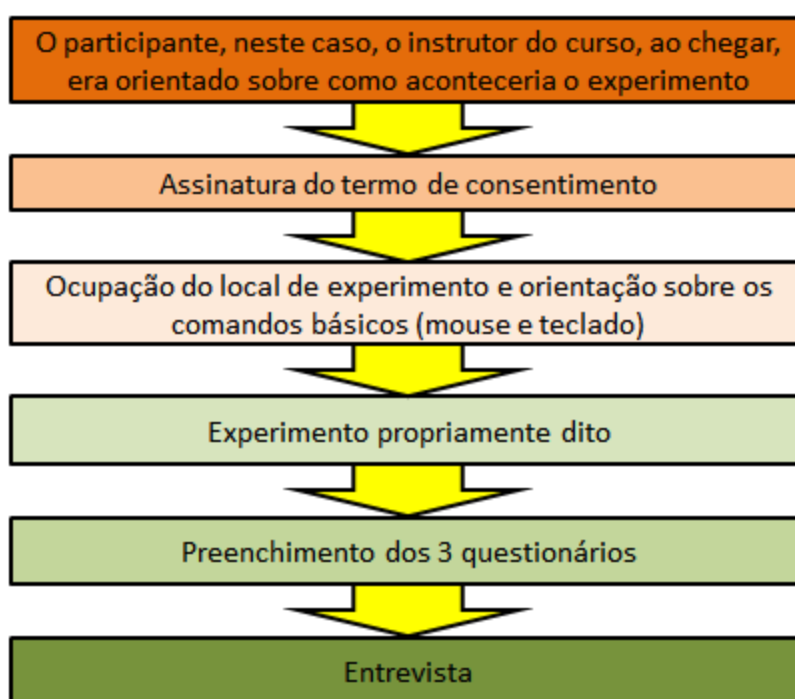 O participante, neste caso, o instrutor do curso, ao chegar,
era orientado sobre como aconteceria o experimento
Assinatura do termo de consentimento
Ocupação do local de experimento e orientação sobre os
comandos básicos (mouse e teclado)
Experimento propriamente dito
Preenchimento dos 3 questionários
Entrevista